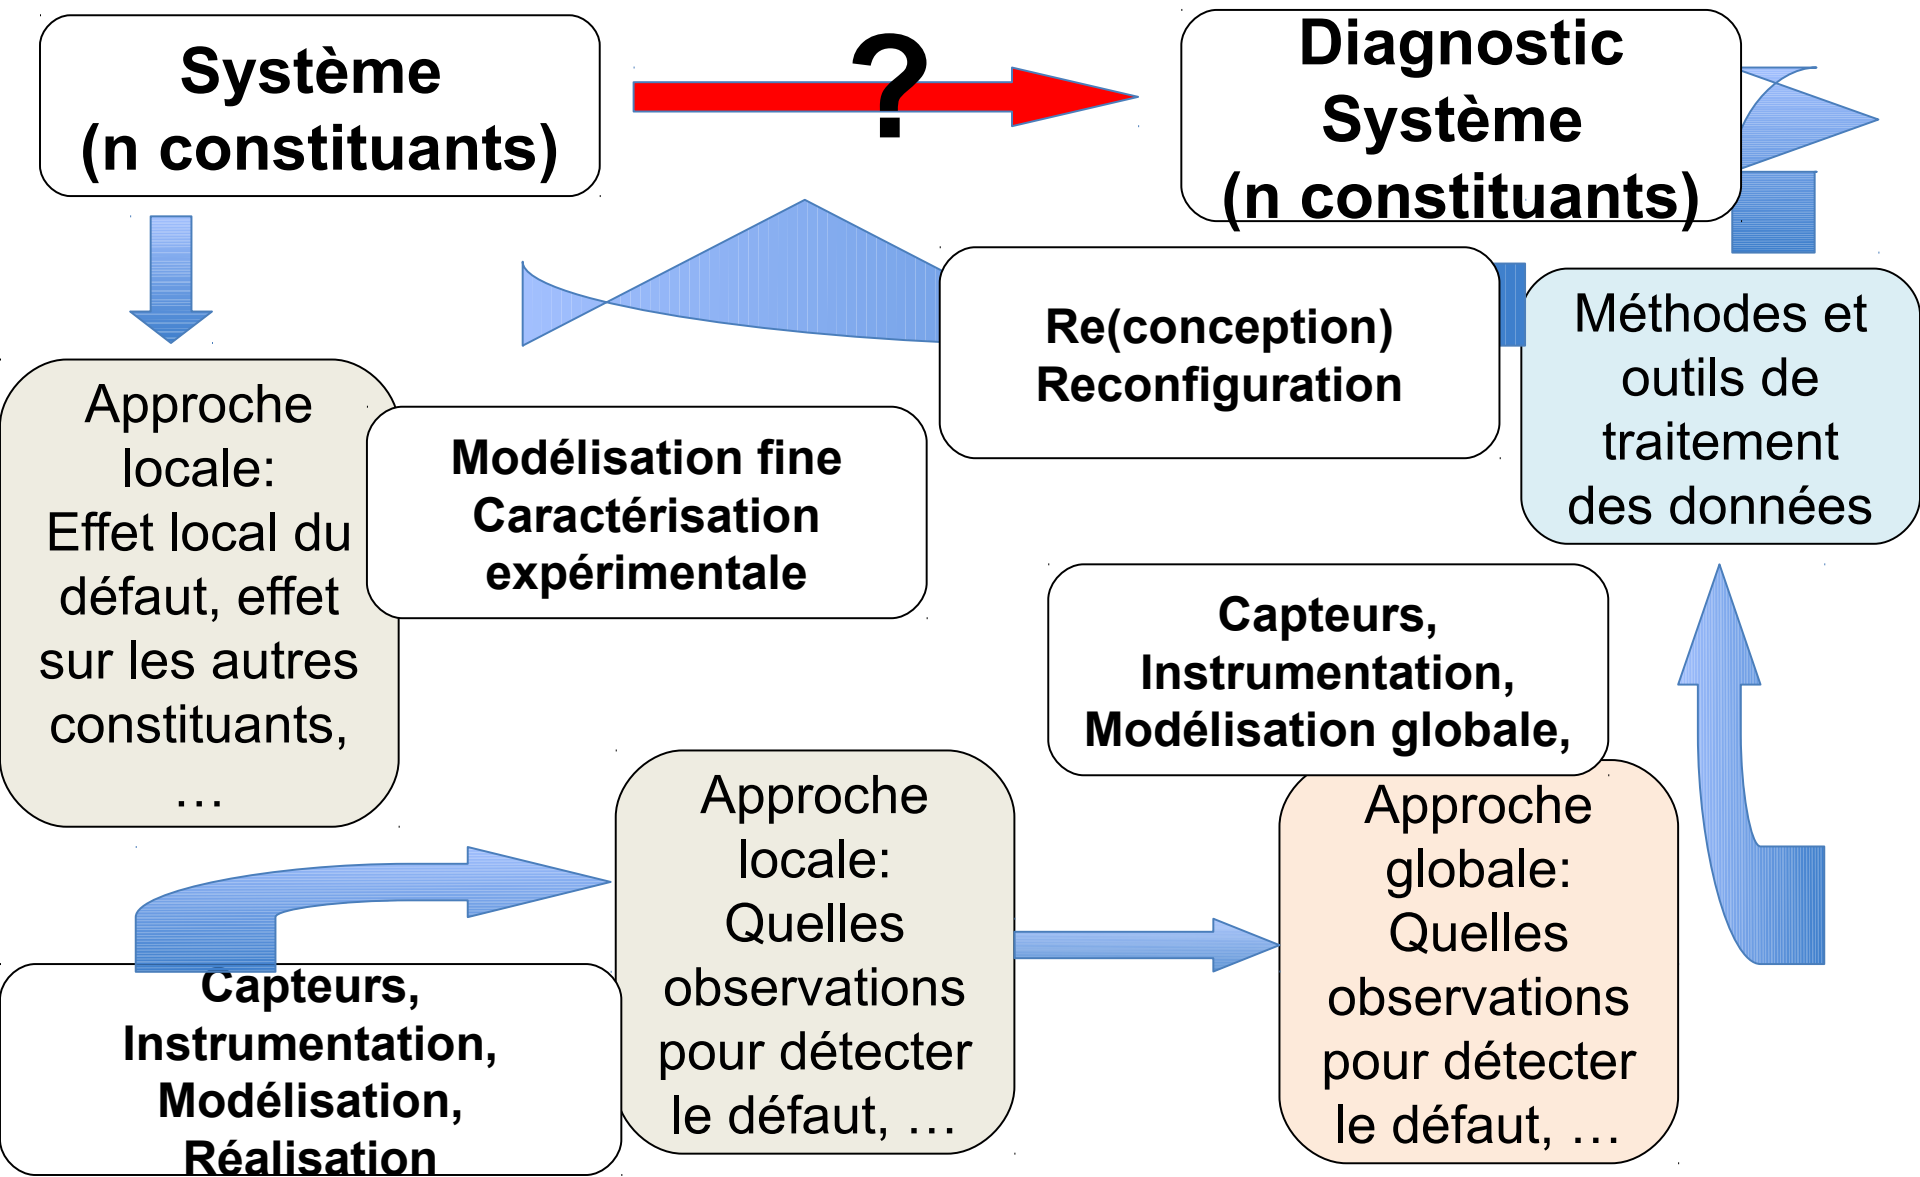 Système
(n constituants)
?
Diagnostic
Système
(n constituants)
Re(conception)
Reconfiguration
Méthodes et
outils de
traitement
des données
Approche
locale:
Effet local du
défaut, effet
sur les autres
constituants,
…
Modélisation fine
Caractérisation
expérimentale
Capteurs,
Instrumentation,
Modélisation globale,
Approche
locale:
Quelles
observations
pour détecter
le défaut, …
Approche
globale:
Quelles
observations
pour détecter
le défaut, …
Capteurs,
Instrumentation,
Modélisation,
Réalisation